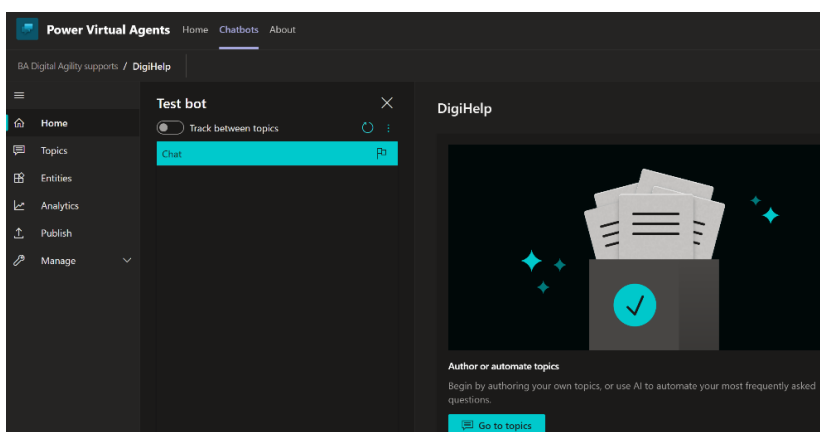 Power Virtual Agents Home Chatbots About
BA Digital Agility supports / DigiHelp
Home
Topics
Entities
Analytics
Publish
Manage
Test bot
Track between topics
Chat
DigiHelp
Author or automate topics
Begin by authoring your own topics, or use AI to automate your most frequently asked
questions.
Go to topics